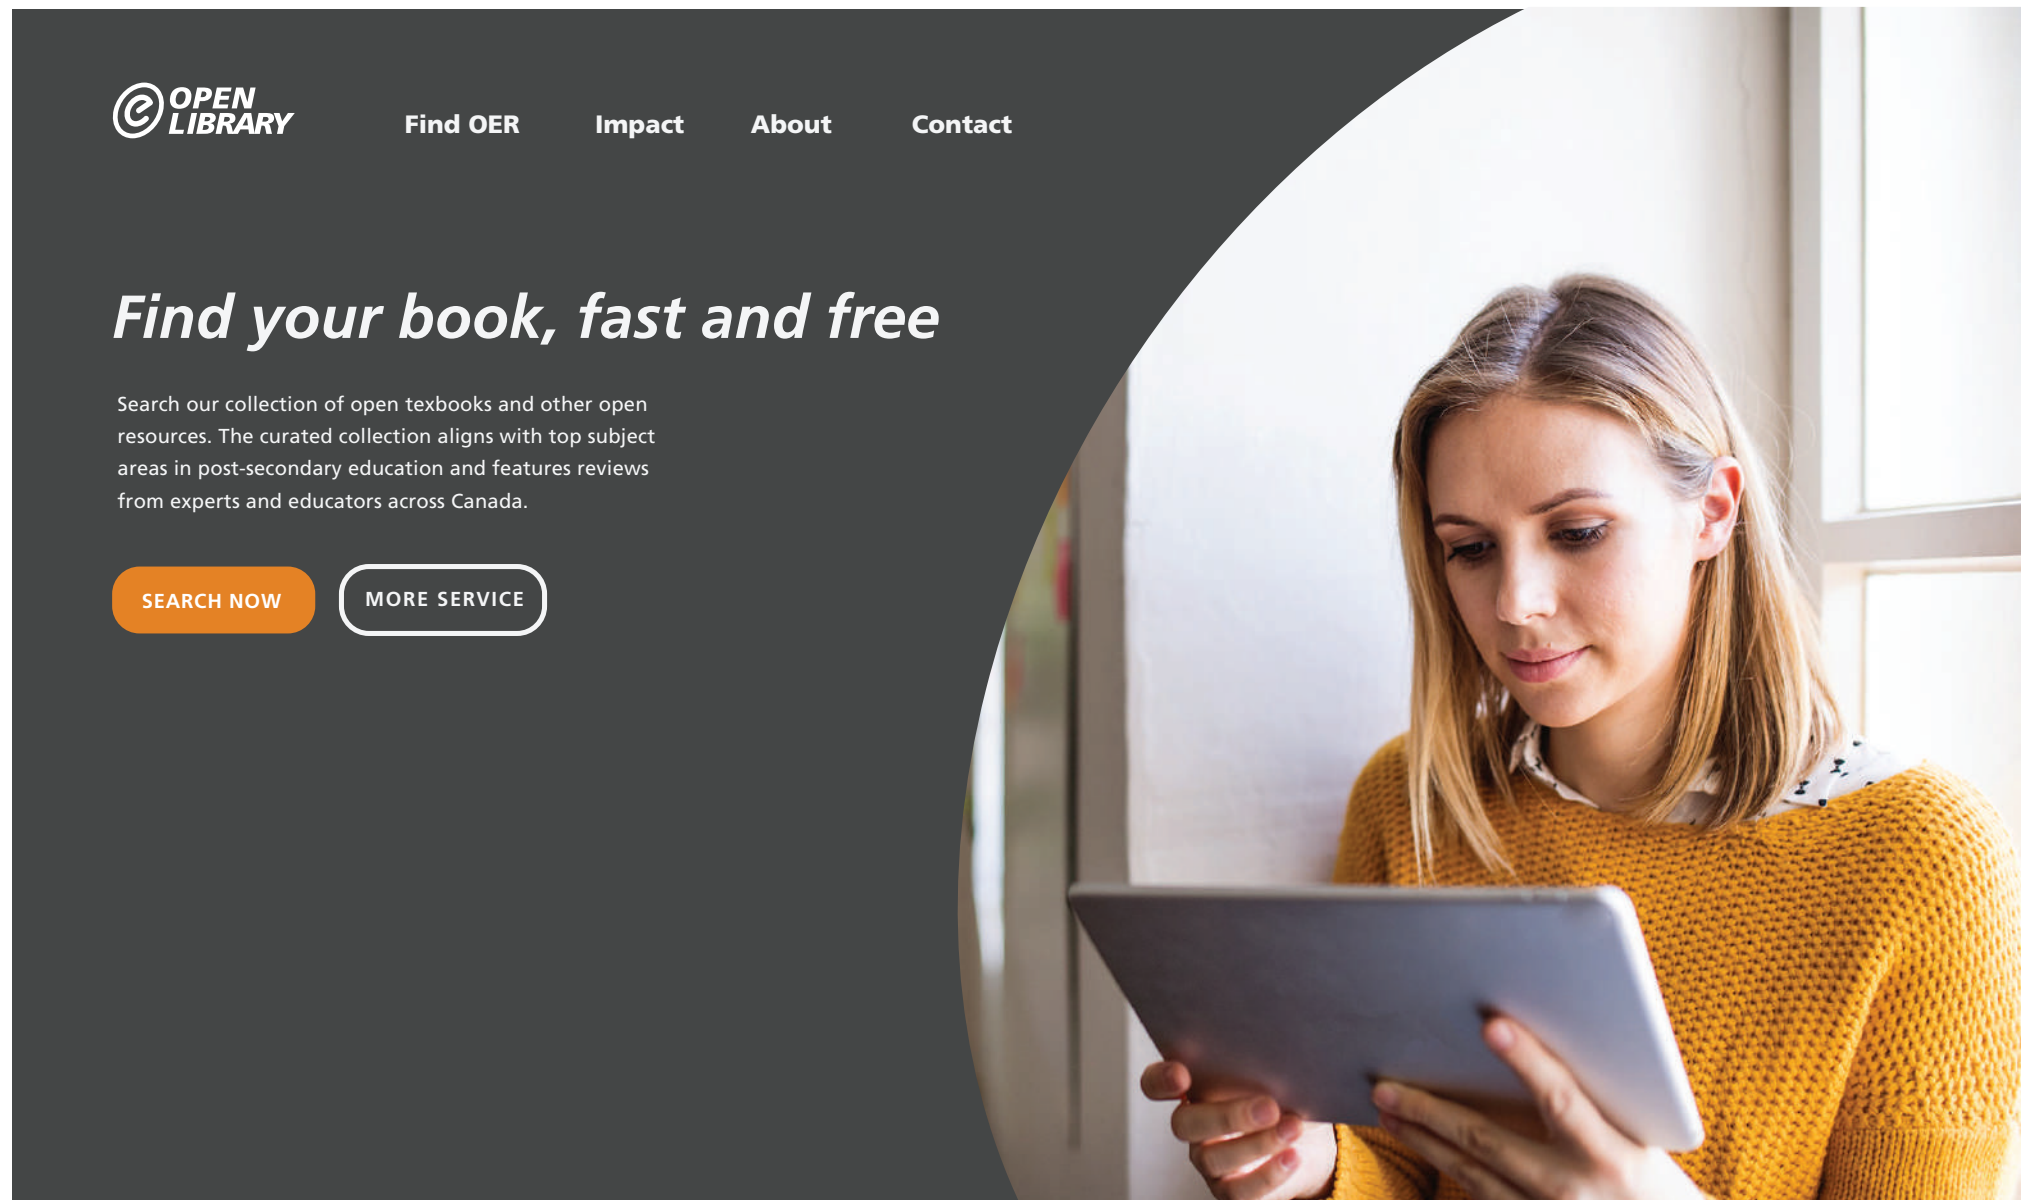 OPEN
LIBRARY
Find OER Impact About Contact
Find your book, fast and free
Search our collection of open texbooks and other open
resources. The curated collection aligns with top subject
areas in post-secondary education and features reviews
from experts and educators across Canada.
SEARCH NOW MORE SERVICE